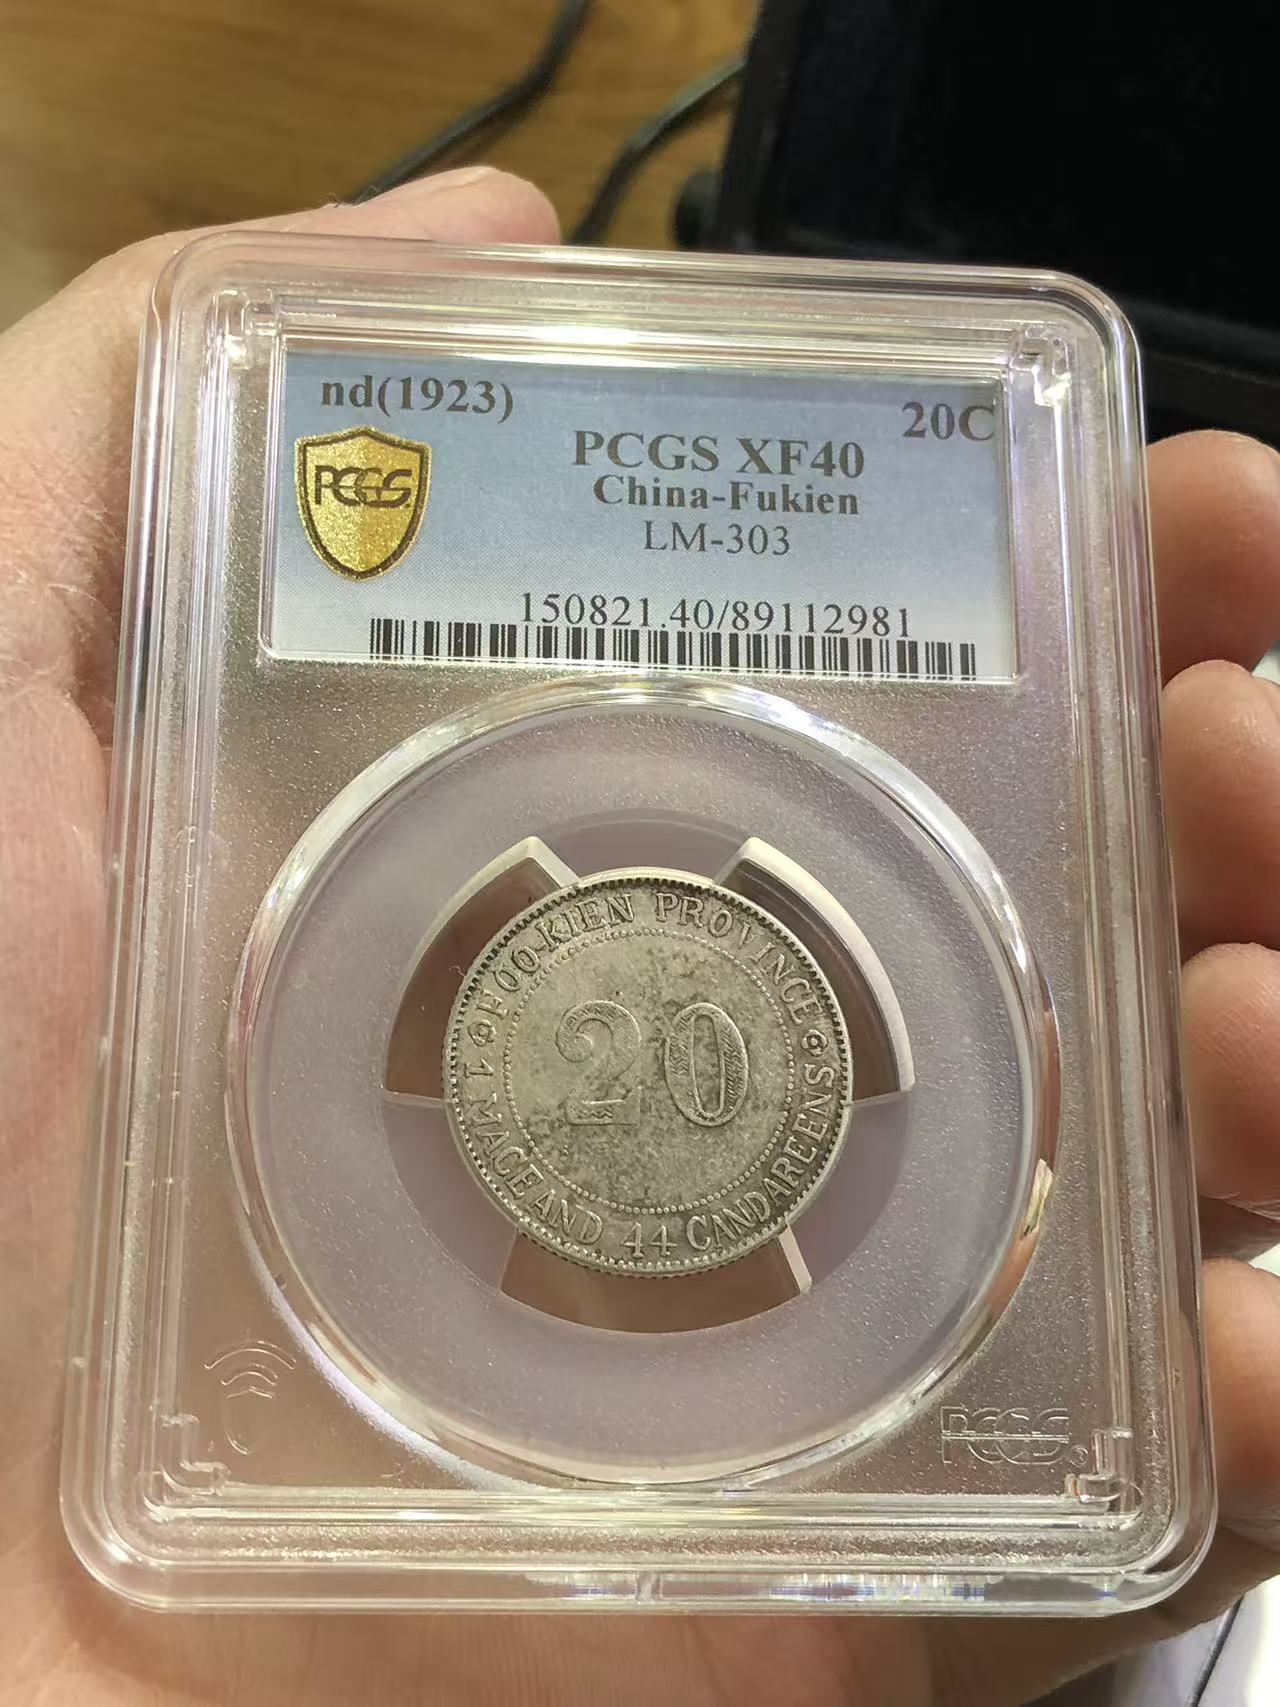 nd(1923)
20C
PCGS
PCGS XF40
China-Fukien
LM-303
150821.40/89112981
FOO-KIEN PROVINCE
20
1 MACE AND 44 CANDAREENS
PCGS